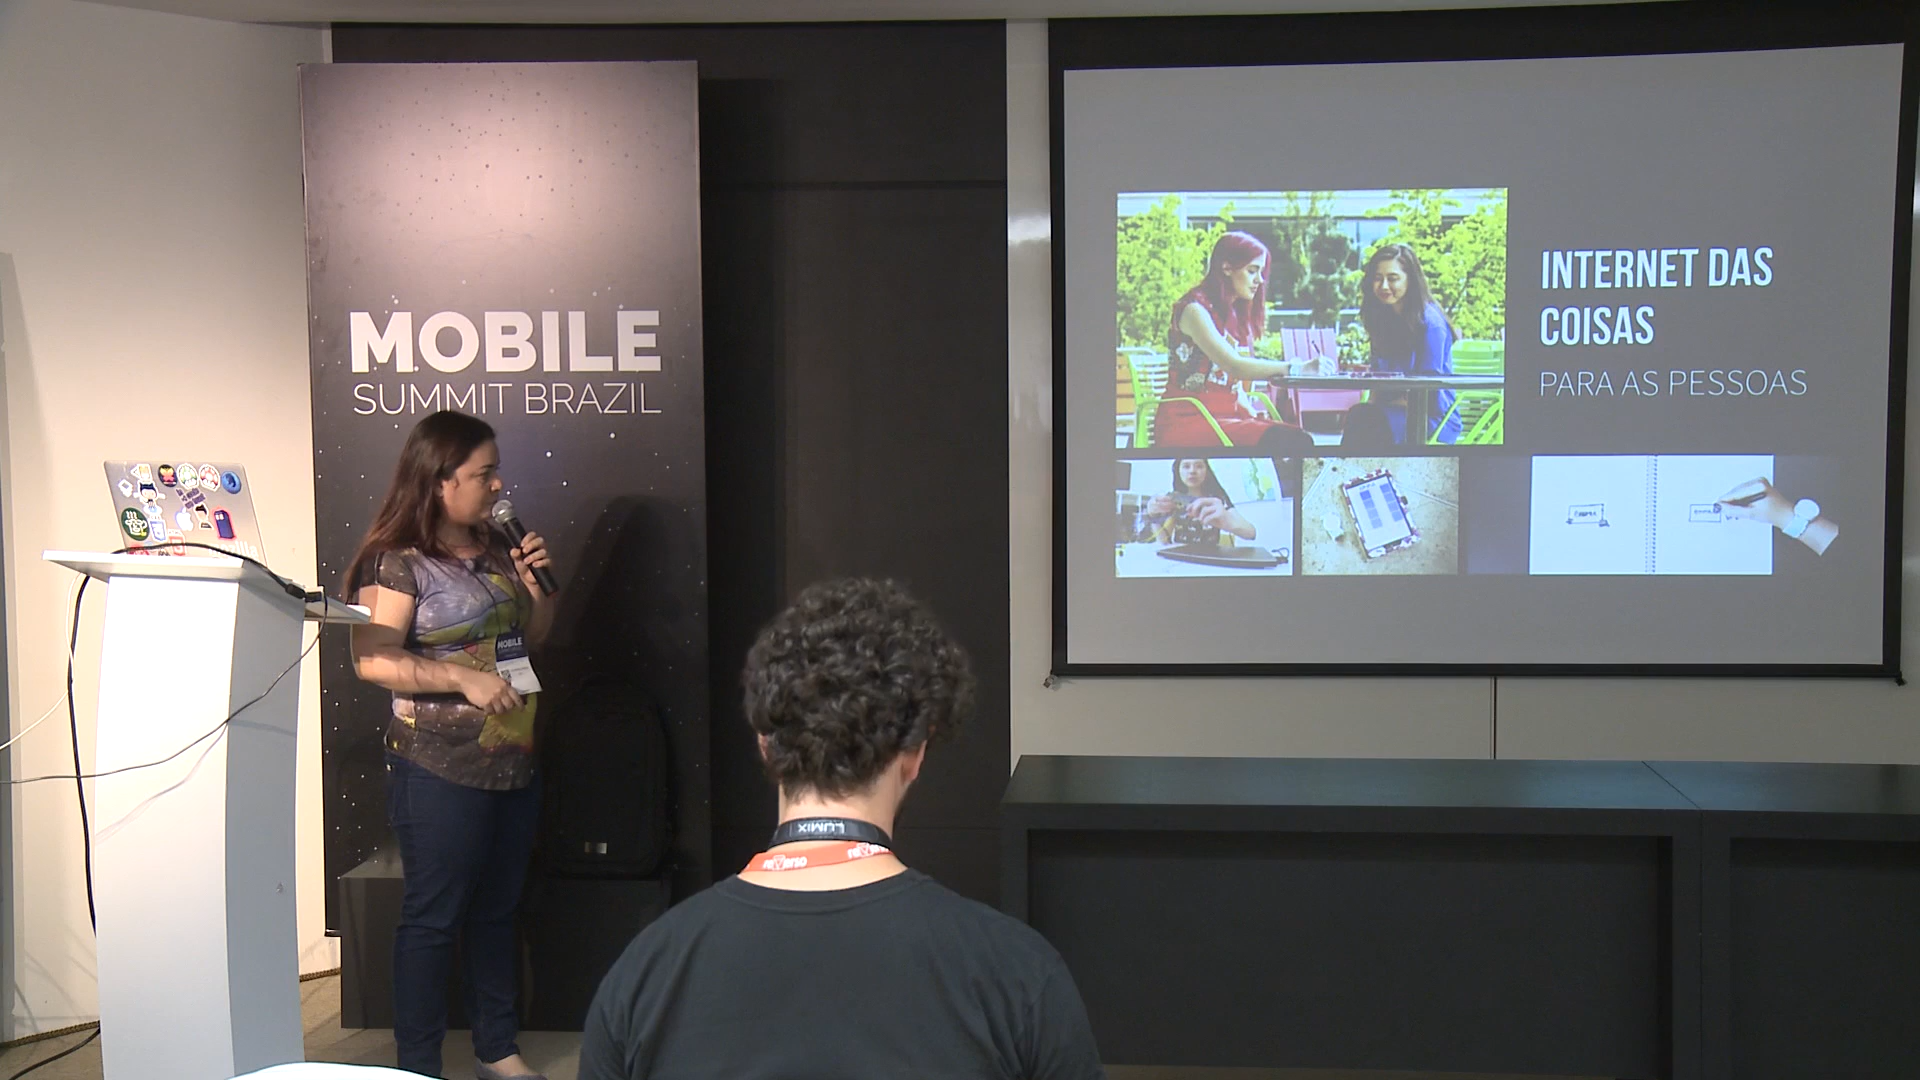 MOBILE
SUMMIT BRAZIL
INTERNET DAS
COISAS
PARA AS PESSOAS
MOBILE
LUMIX